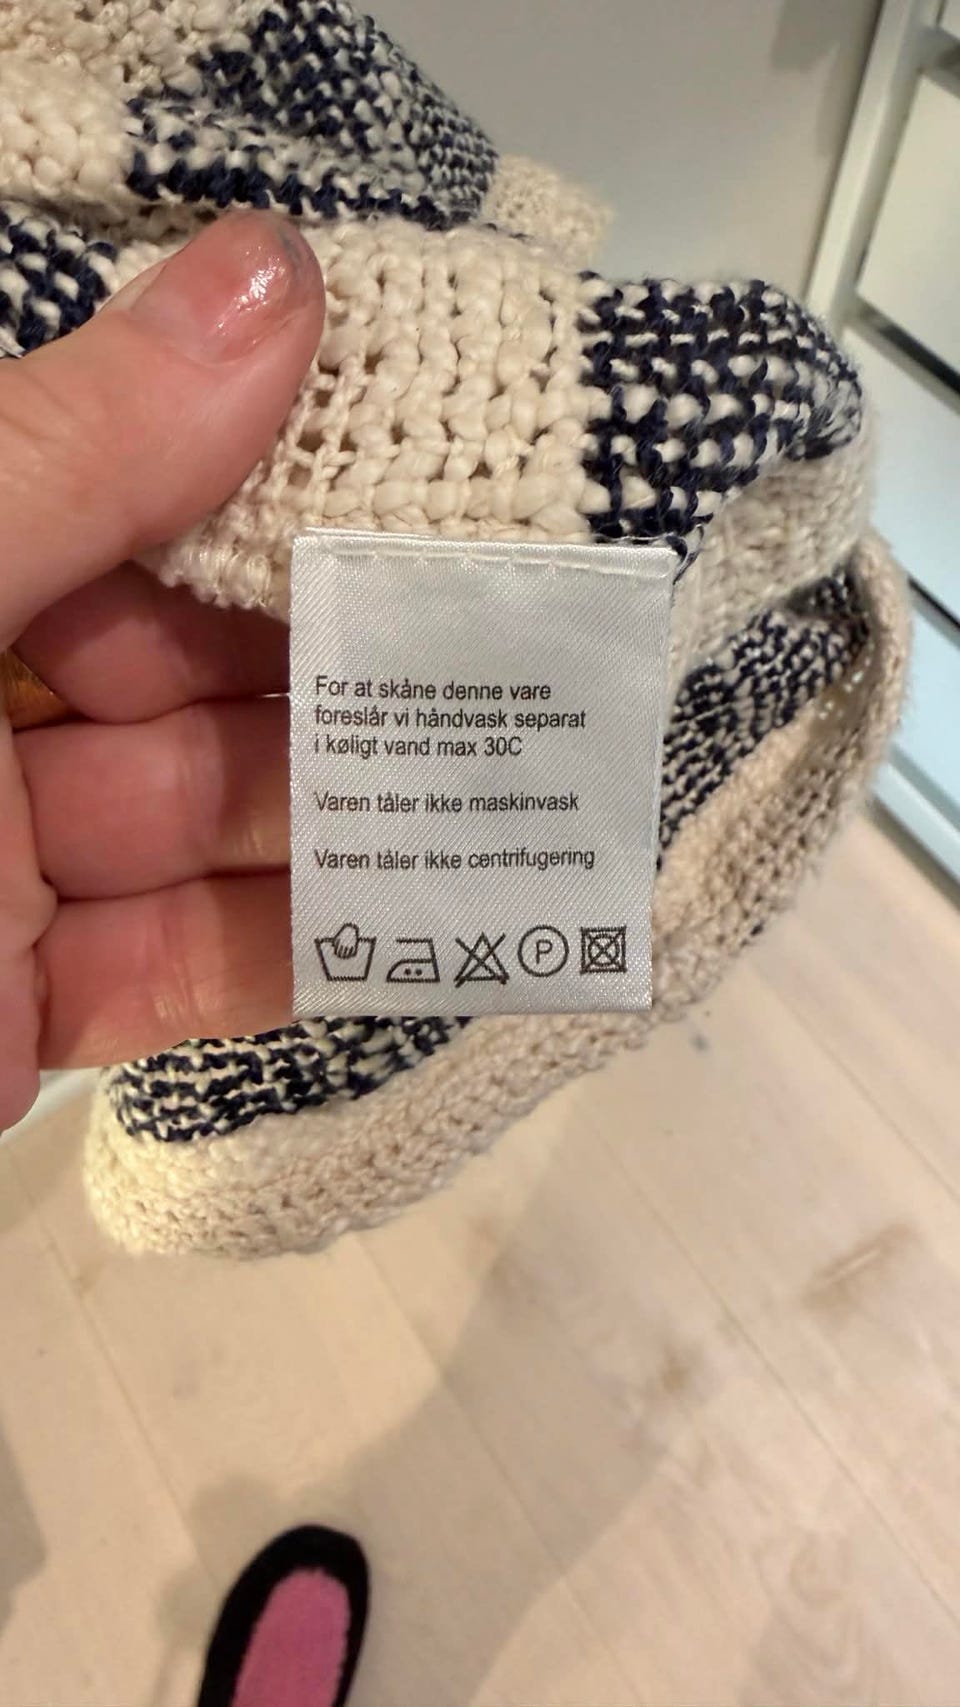 For at skåne denne vare
foreslår vi håndvask separat
i køligt vand max 30C
Varen tåler ikke maskinvask
Varen tåler ikke centrifugering
P